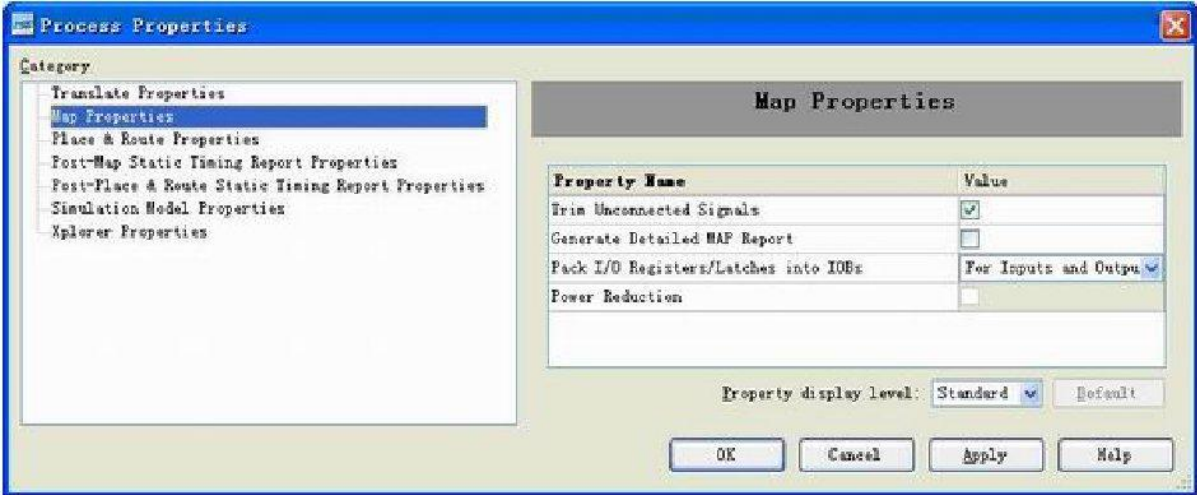 Process Properties
Category
Translate Properties
Map Properties
Place & Route Properties
Post-Map Static Timing Report Properties
Post-Place & Route Static Timing Report Properties
Simulation Model Properties
Xplorer Properties
Map Properties
Property Name Value
Trim Unconnected Signals
Generate Detailed MAP Report
Pack I/O Registers/Latches into IOBs For Inputs and Outpu
Power Reduction
Property display level: Standard Default
OK Cancel Apply Help